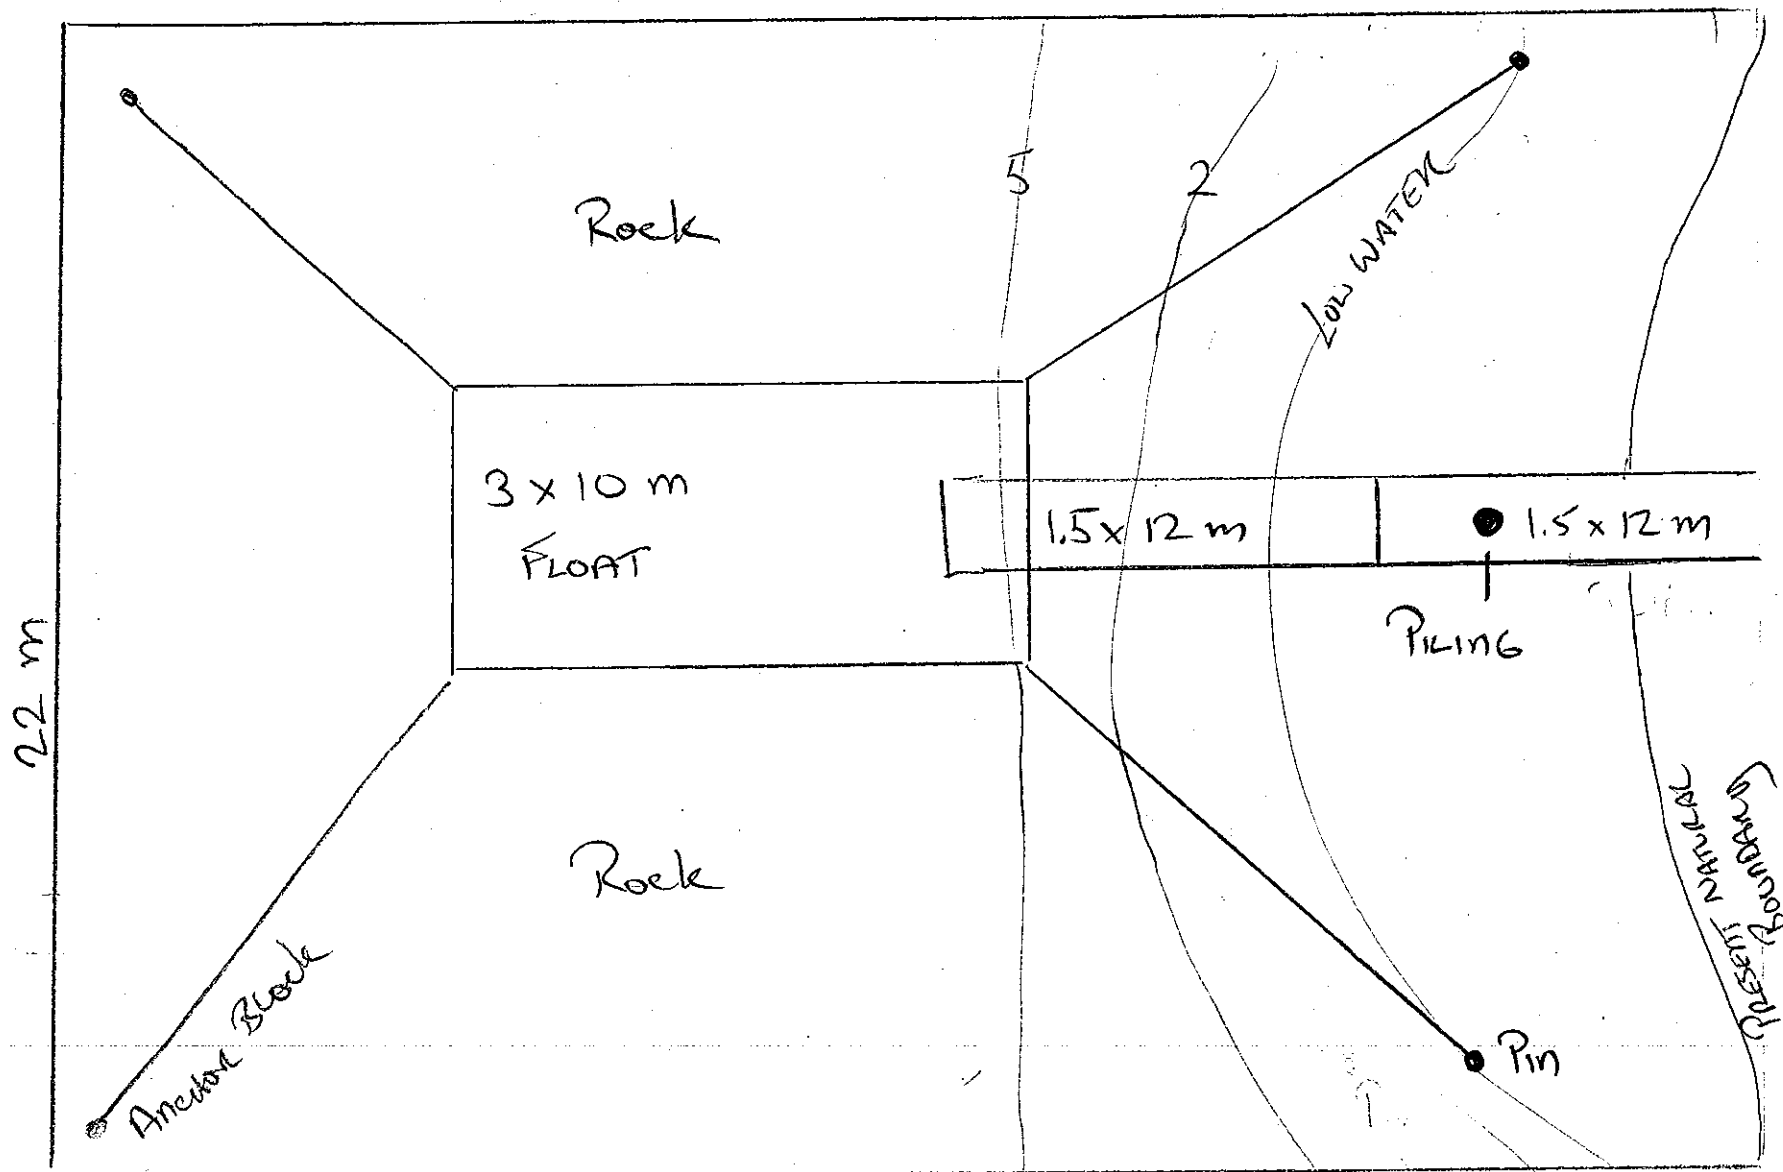 5
2
Rock
LOW WATER
3 x 10 m
FLOAT
1.5 x 12 m
1.5 x 12 m
PILING
22 m
Rock
PRESENT NATURAL
BOUNDARY
ANCHOR BLOCK
PIN